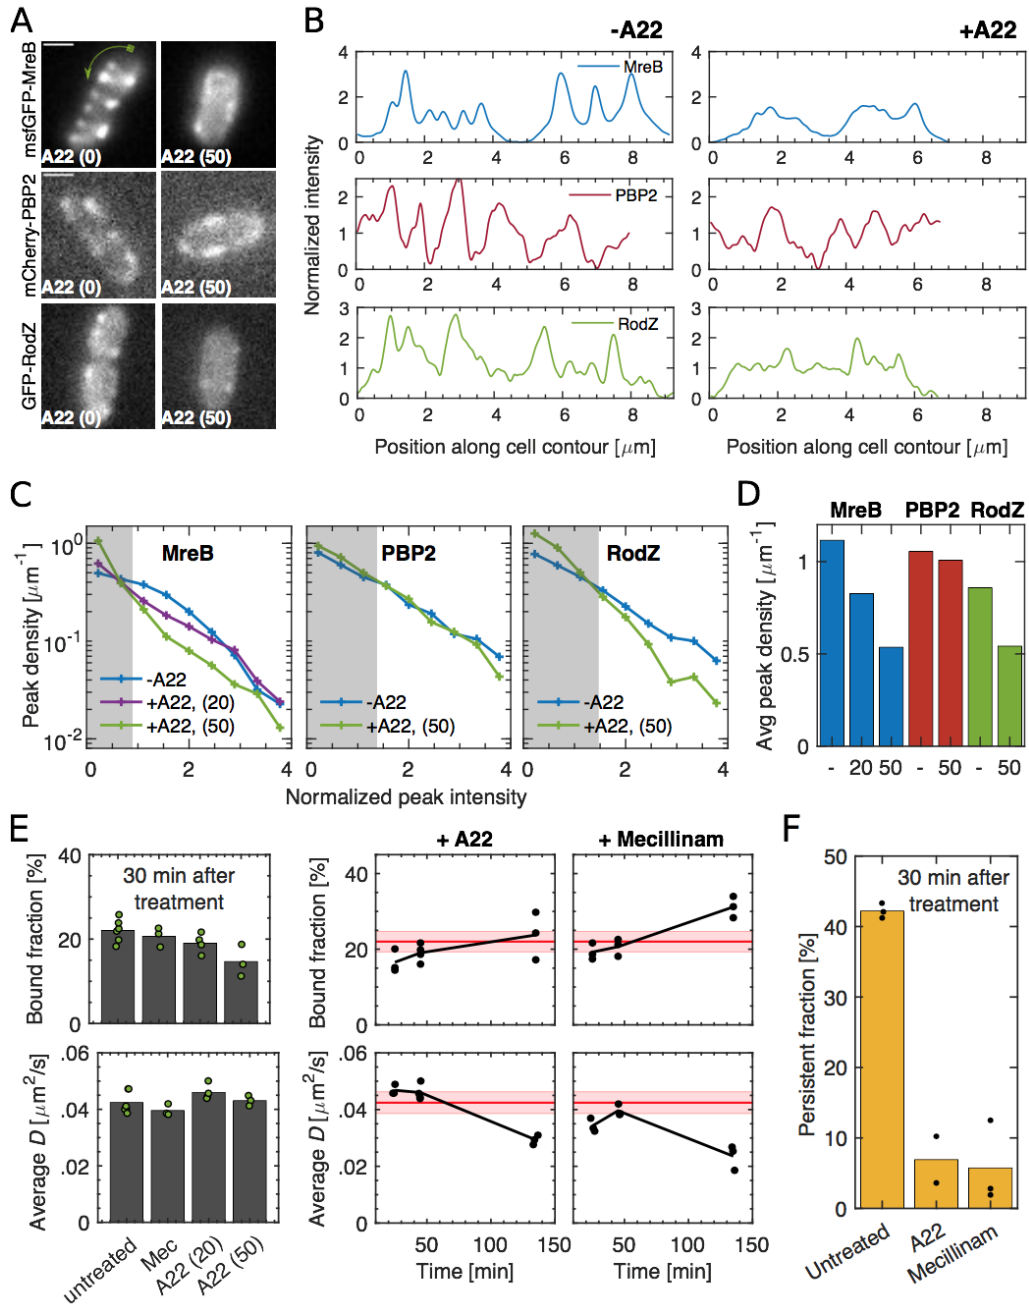 A
msfGFP-MreB
A22 (0)
A22 (50)
mCherry-PBP2
A22 (0)
A22 (50)
GFP-RodZ
A22 (0)
A22 (50)
B
-A22
+A22
Normalized intensity
4
2
0
MreB
0 2 4 6 8
0 2 4 6 8
2
1
0
PBP2
0 2 4 6 8
0 2 4 6 8
3
2
1
0
RodZ
0 2 4 6 8
0 2 4 6 8
Position along cell contour [μm]
Position along cell contour [μm]
C
Peak density [μm⁻¹]
10⁰
10⁻¹
10⁻²
MreB
-A22
+A22, (20)
+A22, (50)
PBP2
-A22
+A22, (50)
RodZ
-A22
+A22, (50)
0 2 4
0 2
0 2 4
Normalized peak intensity
D
MreB PBP2 RodZ
Avg peak density [μm⁻¹]
1
0.5
0
- 20 50 - 50 - 50
E
Bound fraction [%]
40
20
0
30 min after
treatment
Average D [μm²/s]
.06
.04
.02
0
untreated
Mec
A22 (20)
A22 (50)
+ A22
+ Mecillinam
Bound fraction [%]
40
20
0
Average D [μm²/s]
.06
.04
.02
0
50 100 150
50 100 150
Time [min]
Time [min]
F
Persistent fraction [%]
50
40
30
20
10
0
30 min after
treatment
Untreated
A22
Mecillinam